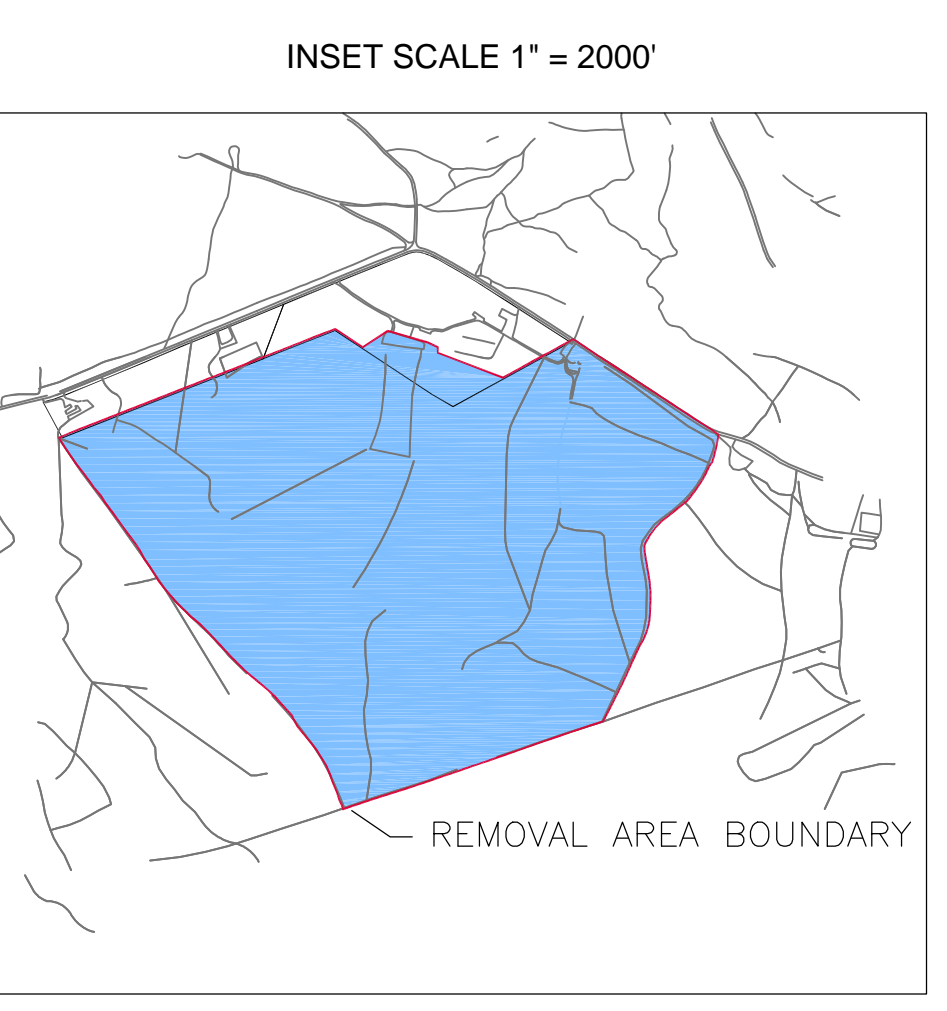 INSET SCALE 1" = 2000'
REMOVAL AREA BOUNDARY